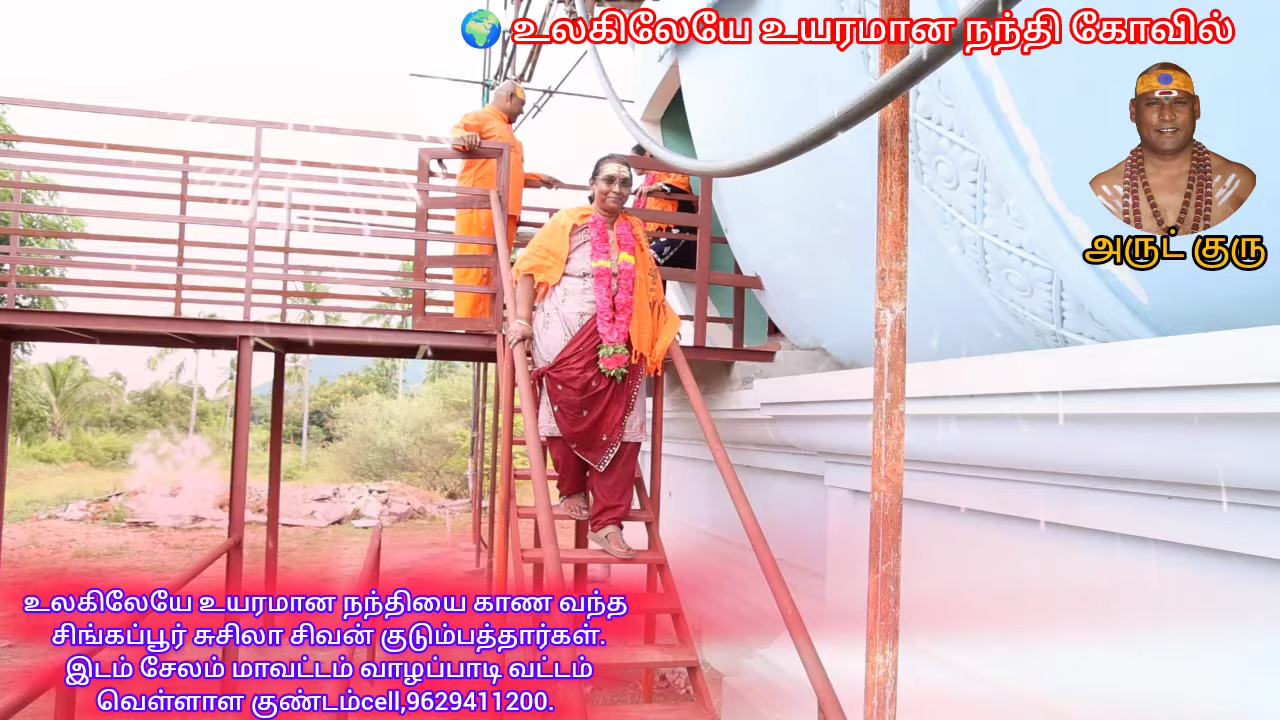 🌍 உலகிலேயே உயரமான நந்தி கோவில்
அருட் குரு
உலகிலேயே உயரமான நந்தியை காண வந்த
சிங்கப்பூர் சுசிலா சிவன் குடும்பத்தார்கள்.
இடம் சேலம் மாவட்டம் வாழப்பாடி வட்டம்
வெள்ளாள குண்டம்cell,9629411200.